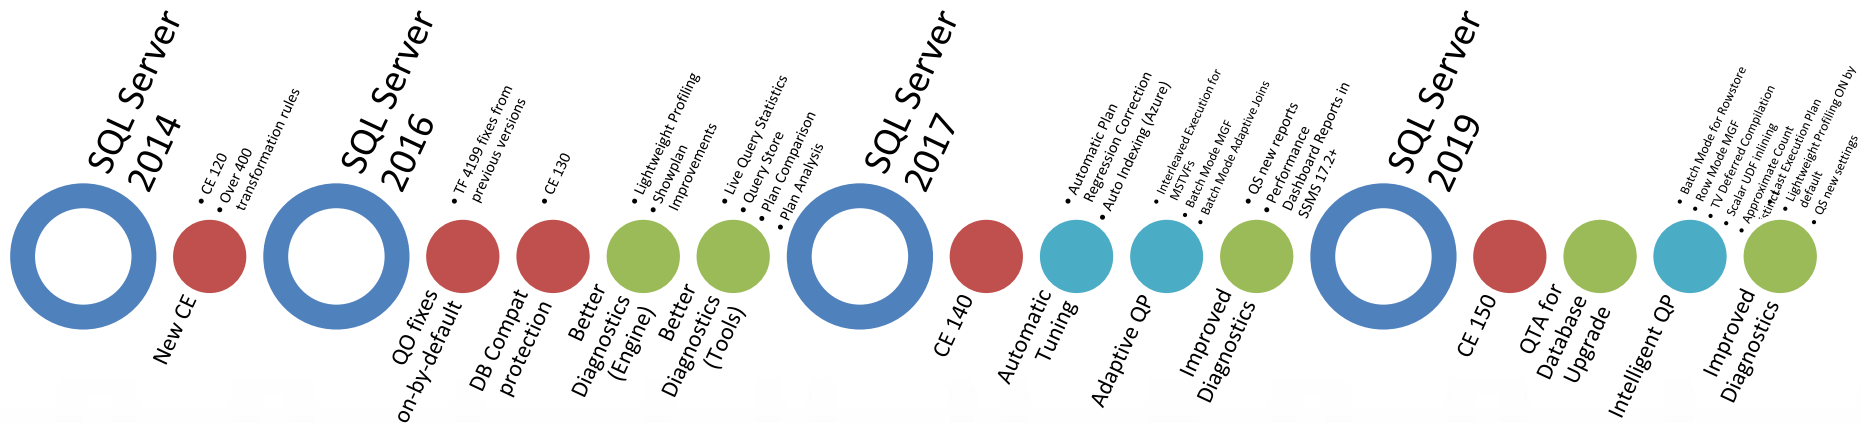 SQL Server
2014
• CE 120
• Over 400
transformation rules
New CE
SQL Server
2016
• TF 4199 fixes from
previous versions
QO fixes
on-by-default
• CE 130
DB Compat
protection
• Lightweight Profiling
• Showplan
Improvements
Better
Diagnostics
(Engine)
• Live Query Statistics
• Query Store
• Plan Comparison
• Plan Analysis
Better
Diagnostics
(Tools)
SQL Server
2017
CE 140
• Automatic Plan
Regression Correction
• Auto Indexing (Azure)
Automatic
Tuning
• Interleaved Execution for
MSTVFs
• Batch Mode MGF
• Batch Mode Adaptive Joins
Adaptive QP
• QS new reports
• Performance
Dashboard Reports in
SSMS 17.2+
Improved
Diagnostics
SQL Server
2019
CE 150
QTA for
Database
Upgrade
• Batch Mode for Rowstore
• Row Mode MGF
• TV Deferred Compilation
• Scalar UDF inlining
• Approximate Count
Intelligent QP
• Last Execution Plan
• Lightweight Profiling ON by
default
• QS new settings
Improved
Diagnostics